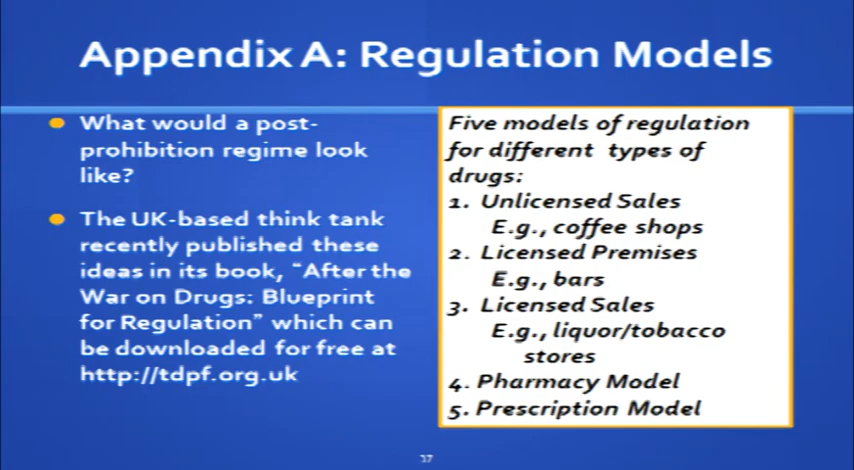 Appendix A: Regulation Models
What would a post-
prohibition regime look
like?
The UK-based think tank
recently published these
ideas in its book, "After the
War on Drugs: Blueprint
for Regulation" which can
be downloaded for free at
http://tdpf.org.uk
Five models of regulation
for different types of
drugs:
1. Unlicensed Sales
E.g., coffee shops
2. Licensed Premises
E.g., bars
3. Licensed Sales
E.g., liquor/tobacco
stores
4. Pharmacy Model
5. Prescription Model
37